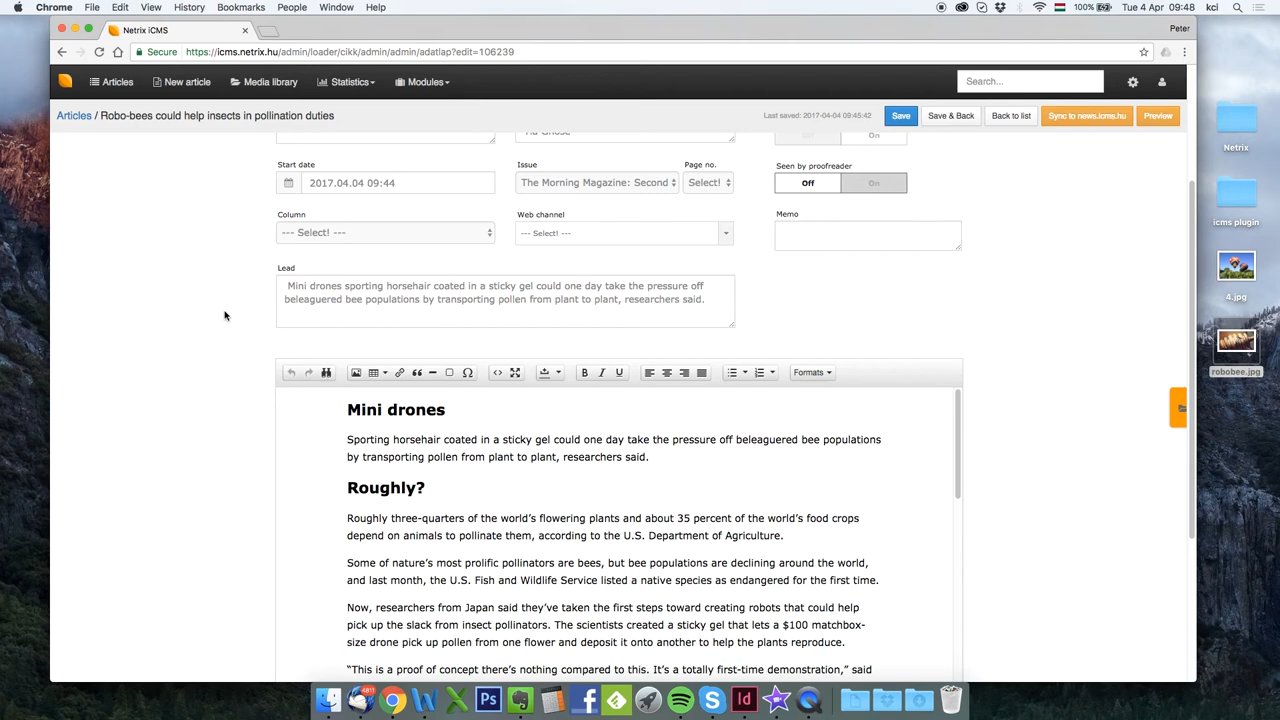 Chrome File Edit View History Bookmarks People Window Help
100% Tue 4 Apr 09:48 kci
Netrix iCMS
Peter
Secure https://icms.netrix.hu/admin/loader/cikk/admin/admin/adatlap?edit=106239
Articles New article Media library Statistics Modules Search...
Articles / Robo-bees could help insects in pollination duties
Last saved: 2017-04-04 09:45:42 Save Save & Back Back to list Sync to news.icms.hu Preview
On
Start date Issue Page no. Seen by proofreader
2017.04.04 09:44 The Morning Magazine: Second Select! Off On
Column Web channel Memo
--- Select! --- --- Select! ---
Lead
Mini drones sporting horsehair coated in a sticky gel could one day take the pressure off
beleaguered bee populations by transporting pollen from plant to plant, researchers said.
B I U Formats
Mini drones
Sporting horsehair coated in a sticky gel could one day take the pressure off beleaguered bee populations
by transporting pollen from plant to plant, researchers said.
Roughly?
Roughly three-quarters of the world's flowering plants and about 35 percent of the world's food crops
depend on animals to pollinate them, according to the U.S. Department of Agriculture.
Some of nature's most prolific pollinators are bees, but bee populations are declining around the world,
and last month, the U.S. Fish and Wildlife Service listed a native species as endangered for the first time.
Now, researchers from Japan said they've taken the first steps toward creating robots that could help
pick up the slack from insect pollinators. The scientists created a sticky gel that lets a $100 matchbox-
size drone pick up pollen from one flower and deposit it onto another to help the plants reproduce.
“This is a proof of concept there's nothing compared to this. It's a totally first-time demonstration,” said
Netrix
icms plugin
4.jpg
robobee.jpg